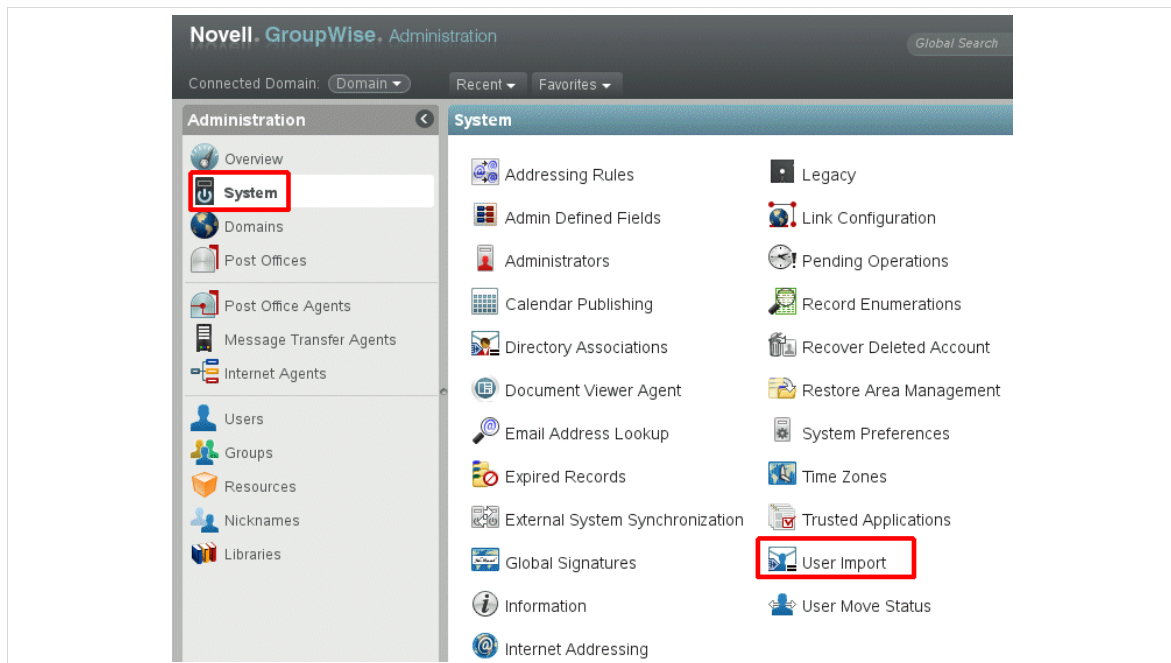 Novell. GroupWise. Administration
Global Search
Connected Domain: Domain Recent Favorites
Administration
Overview
System
Domains
Post Offices
Post Office Agents
Message Transfer Agents
Internet Agents
Users
Groups
Resources
Nicknames
Libraries
System
Addressing Rules
Admin Defined Fields
Administrators
Calendar Publishing
Directory Associations
Document Viewer Agent
Email Address Lookup
Expired Records
External System Synchronization
Global Signatures
Information
Internet Addressing
Legacy
Link Configuration
Pending Operations
Record Enumerations
Recover Deleted Account
Restore Area Management
System Preferences
Time Zones
Trusted Applications
User Import
User Move Status